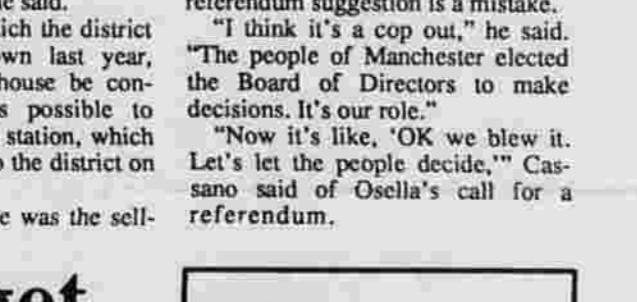 he said.
ich the district
own last year,
house be con-
s possible to
station, which
o the district on
e was the sell-
referendum suggestion is a mistake.
"I think it's a cop out," he said.
"The people of Manchester elected
the Board of Directors to make
decisions. It's our role."
"Now it's like, 'OK we blew it.
Let's let the people decide,'" Cas-
sano said of Osella's call for a
referendum.
got